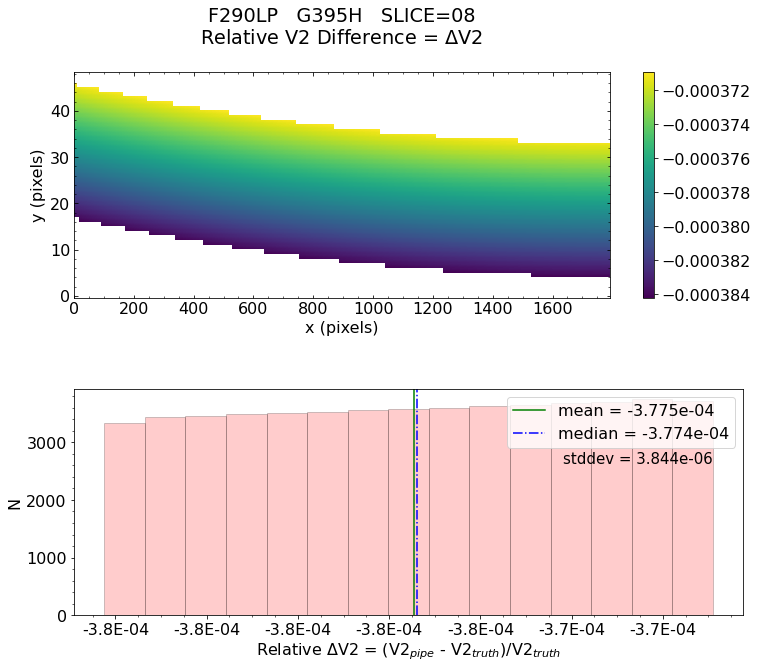 F290LP G395H SLICE=08
Relative V2 Difference = ΔV2
y (pixels)
40
30
20
10
0
0 200 400 600 800 1000 1200 1400 1600
x (pixels)
−0.000372
−0.000374
−0.000376
−0.000378
−0.000380
−0.000382
−0.000384
N
3000
2000
1000
0
mean = -3.775e-04
median = -3.774e-04
stddev = 3.844e-06
-3.8E-04 -3.8E-04 -3.8E-04 -3.8E-04 -3.8E-04 -3.7E-04 -3.7E-04
Relative ΔV2 = (V2pipe - V2truth)/V2truth